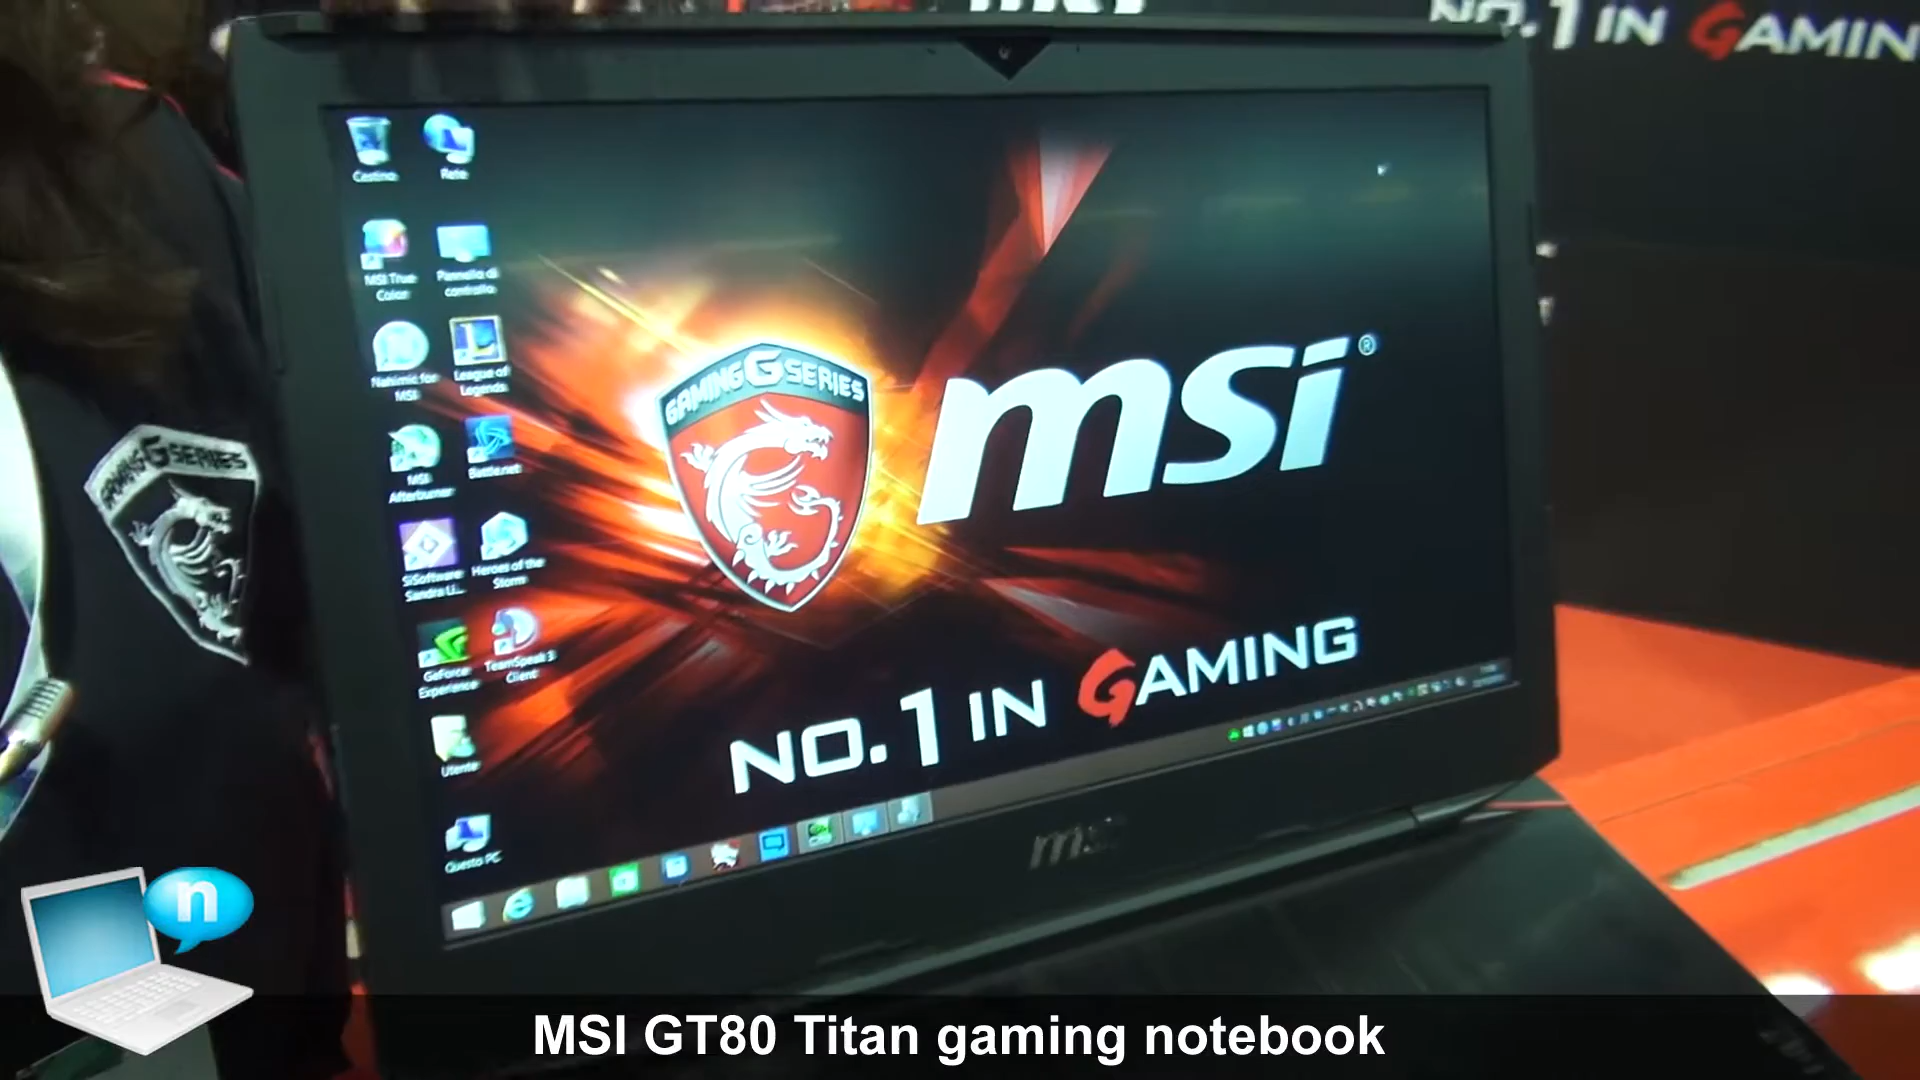 NO.1 IN GAMIN
Cestino
Rete
MSI True
Color
Pannello di
controllo
Nahimic for
MSI
League of
Legends
MSI
Afterburner
Battle.net
SiSoftware
Sandra Li...
Heroes of the
Storm
GeForce
Experience
TeamSpeak 3
Client
Utente
Questo PC
GAMING G SERIES
msi®
NO.1 IN GAMING
msi
GAMING G SERIES
n
MSI GT80 Titan gaming notebook